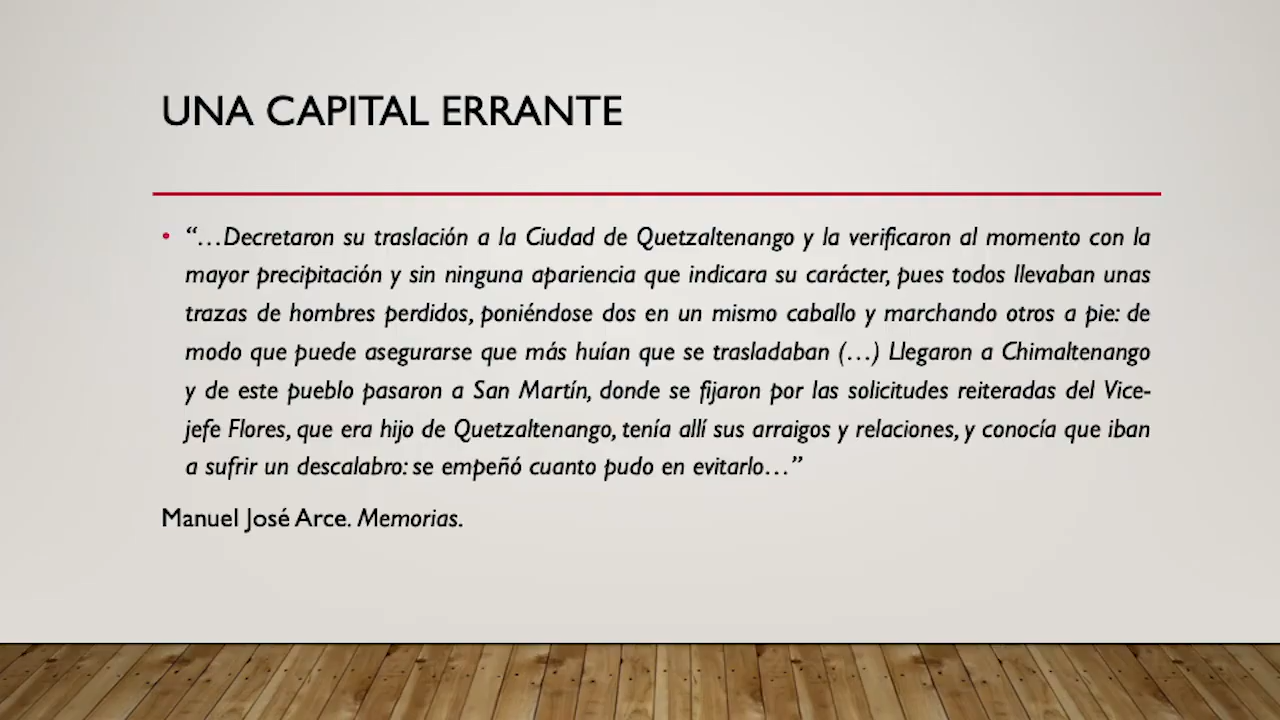 UNA CAPITAL ERRANTE
• “…Decretaron su traslación a la Ciudad de Quetzaltenango y la verificaron al momento con la
mayor precipitación y sin ninguna apariencia que indicara su carácter, pues todos llevaban unas
trazas de hombres perdidos, poniéndose dos en un mismo caballo y marchando otros a pie: de
modo que puede asegurarse que más huían que se trasladaban (…) Llegaron a Chimaltenango
y de este pueblo pasaron a San Martín, donde se fijaron por las solicitudes reiteradas del Vice-
jefe Flores, que era hijo de Quetzaltenango, tenía allí sus arraigos y relaciones, y conocía que iban
a sufrir un descalabro: se empeñó cuanto pudo en evitarlo…”
Manuel José Arce. Memorias.